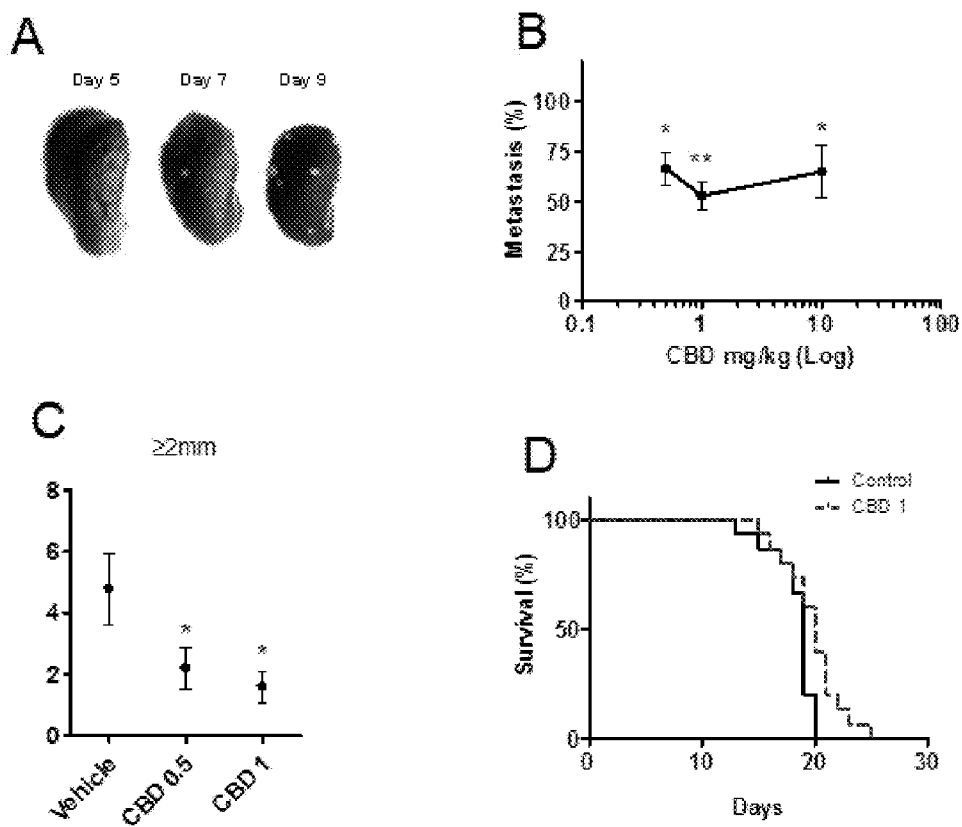 A
Day 5 Day 7 Day 9
B
Metastasis (%)
100
75
50
25
0
0.1 1 10 100
* ** *
CBD mg/kg (Log)
C
≥2mm
8
6
4
2
0
* *
Vehicle CBD 0.5 CBD 1
D
Control
CBD 1
Survival (%)
100
50
0
0 10 20 30
Days